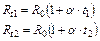 R_{t1} = R_0(1 + α · t_1)
R_{t2} = R_0(1 + α · t_2)